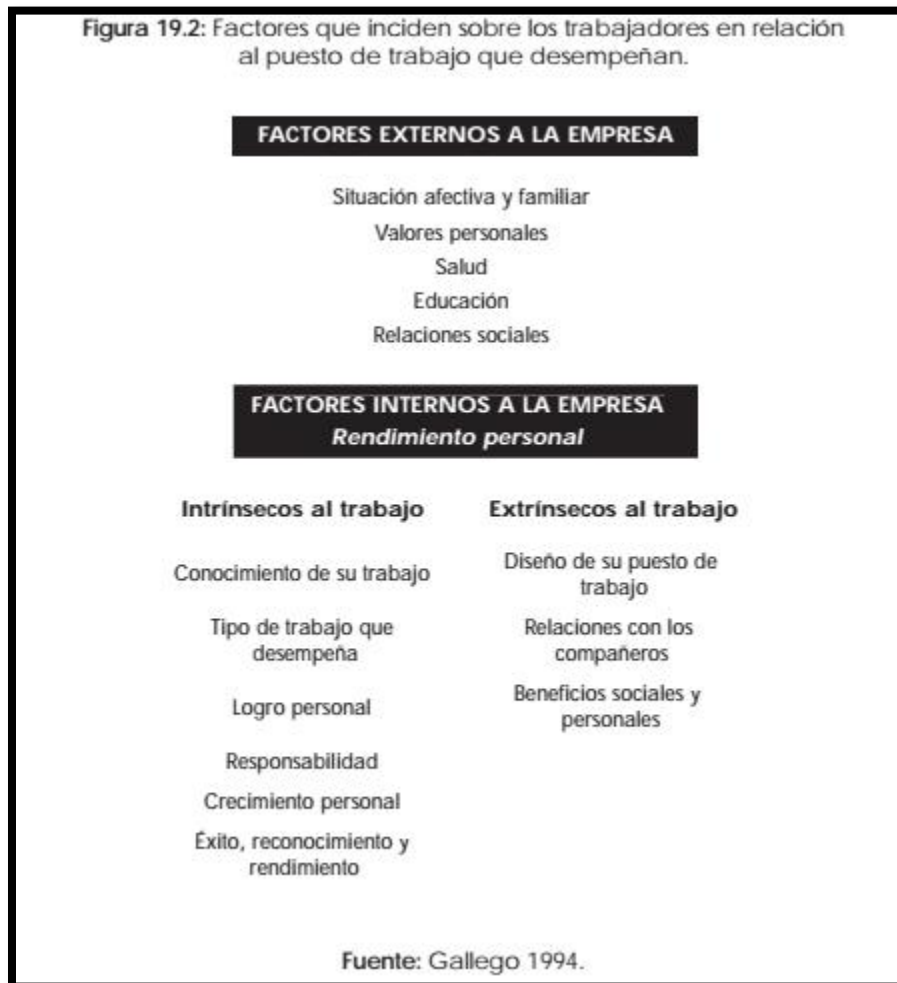 Figura 19.2: Factores que inciden sobre los trabajadores en relación
al puesto de trabajo que desempeñan.
FACTORES EXTERNOS A LA EMPRESA
Situación afectiva y familiar
Valores personales
Salud
Educación
Relaciones sociales
FACTORES INTERNOS A LA EMPRESA
Rendimiento personal
Intrínsecos al trabajo
Conocimiento de su trabajo
Tipo de trabajo que
desempeña
Logro personal
Responsabilidad
Crecimiento personal
Éxito, reconocimiento y
rendimiento
Extrínsecos al trabajo
Diseño de su puesto de
trabajo
Relaciones con los
compañeros
Beneficios sociales y
personales
Fuente: Gallego 1994.